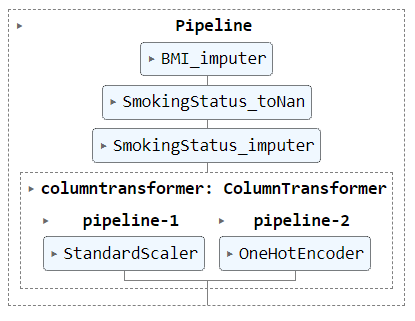 Pipeline
BMI_imputer
SmokingStatus_toNan
SmokingStatus_imputer
columntransformer: ColumnTransformer
pipeline-1 pipeline-2
StandardScaler OneHotEncoder